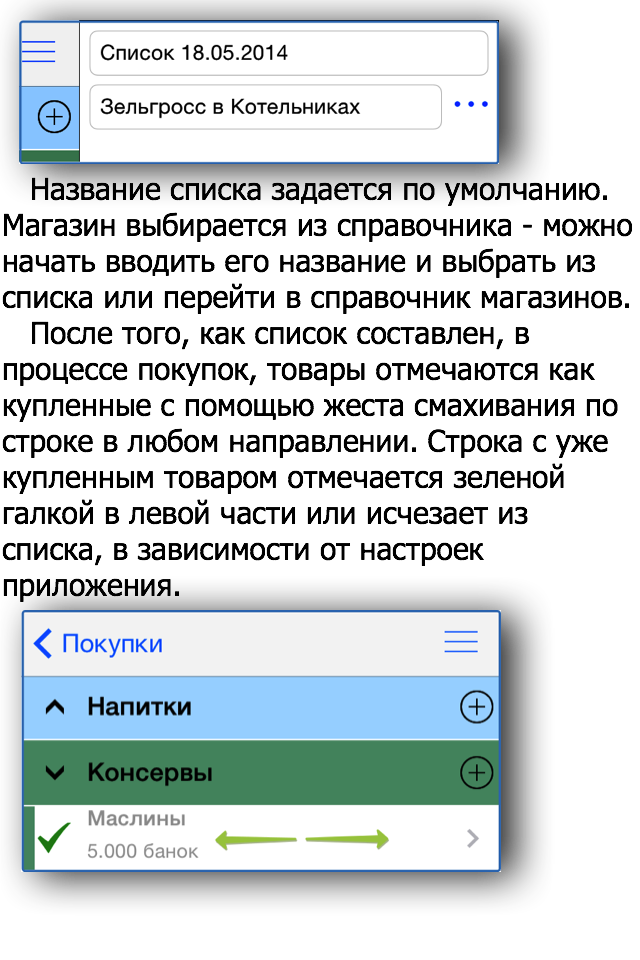 Список 18.05.2014
Зельгросс в Котельниках
Название списка задается по умолчанию.
Магазин выбирается из справочника - можно
начать вводить его название и выбрать из
списка или перейти в справочник магазинов.
После того, как список составлен, в
процессе покупок, товары отмечаются как
купленные с помощью жеста смахивания по
строке в любом направлении. Строка с уже
купленным товаром отмечается зеленой
галкой в левой части или исчезает из
списка, в зависимости от настроек
приложения.
Покупки
Напитки
Консервы
Маслины
5.000 банок